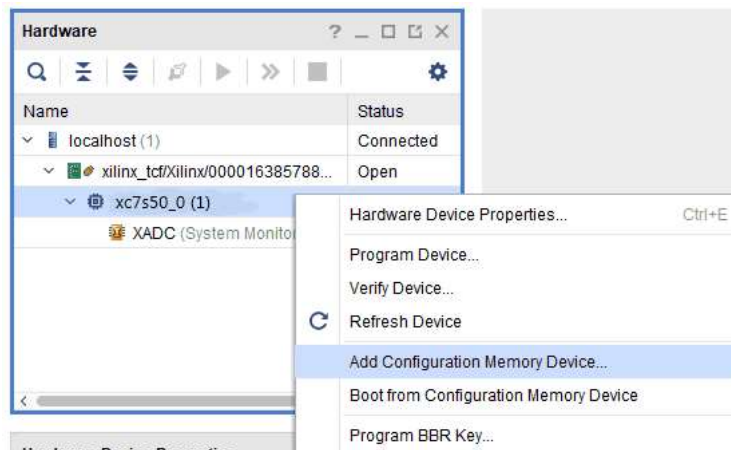 Hardware
Name Status
localhost (1) Connected
xilinx_tcf/Xilinx/000016385788... Open
xc7s50_0 (1)
XADC (System Monitor
Hardware Device Properties... Ctrl+E
Program Device...
Verify Device...
Refresh Device
Add Configuration Memory Device...
Boot from Configuration Memory Device
Program BBR Key...